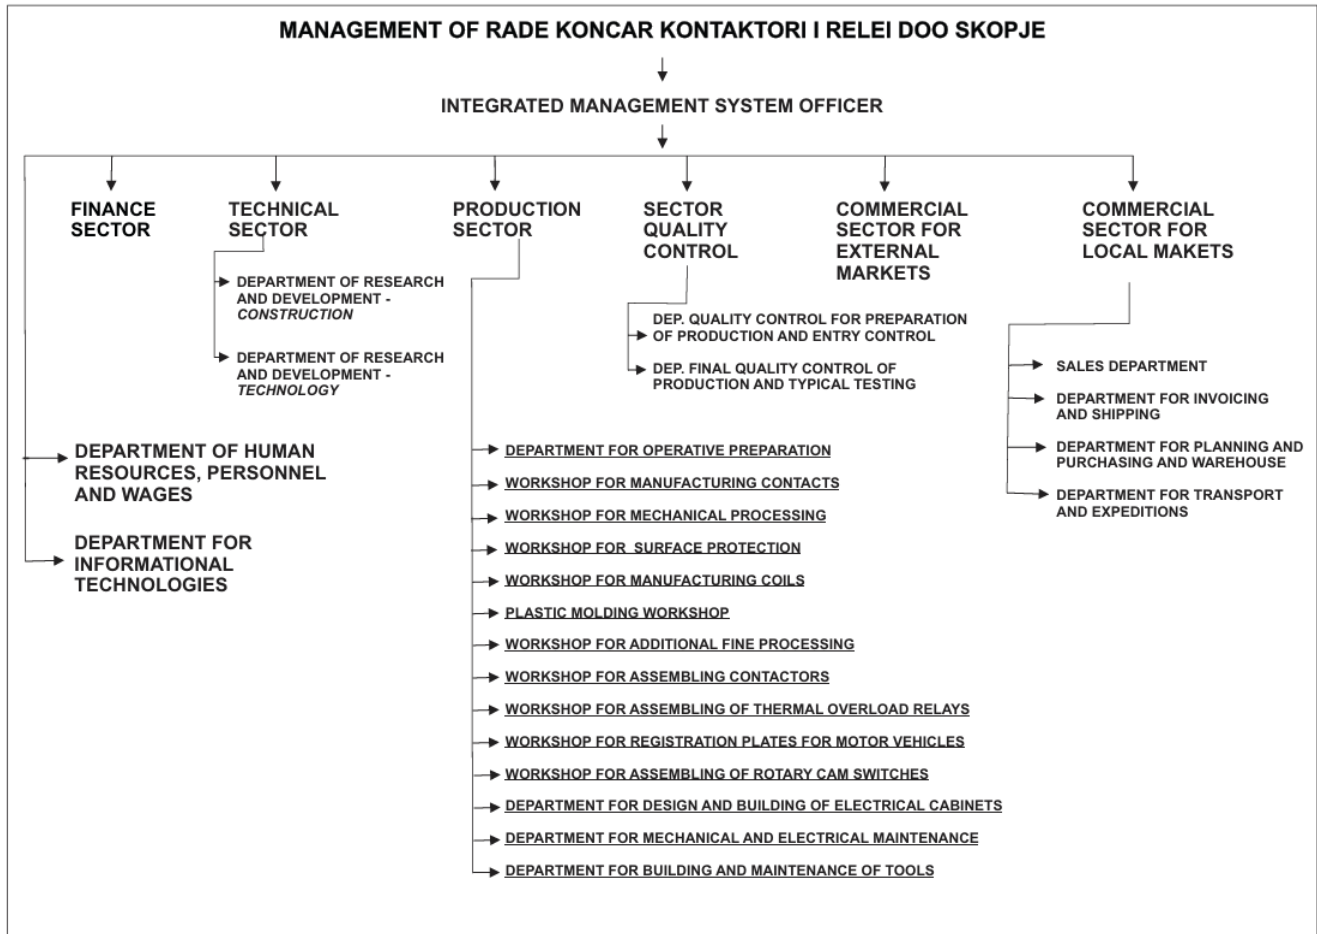 MANAGEMENT OF RADE KONCAR KONTAKTORI I RELEI DOO SKOPJE
INTEGRATED MANAGEMENT SYSTEM OFFICER
FINANCE
SECTOR
TECHNICAL
SECTOR
DEPARTMENT OF RESEARCH
AND DEVELOPMENT -
CONSTRUCTION
DEPARTMENT OF RESEARCH
AND DEVELOPMENT -
TECHNOLOGY
PRODUCTION
SECTOR
SECTOR
QUALITY
CONTROL
DEP. QUALITY CONTROL FOR PREPARATION
OF PRODUCTION AND ENTRY CONTROL
DEP. FINAL QUALITY CONTROL OF
PRODUCTION AND TYPICAL TESTING
COMMERCIAL
SECTOR FOR
EXTERNAL
MARKETS
COMMERCIAL
SECTOR FOR
LOCAL MAKETS
SALES DEPARTMENT
DEPARTMENT FOR INVOICING
AND SHIPPING
DEPARTMENT FOR PLANNING AND
PURCHASING AND WAREHOUSE
DEPARTMENT FOR TRANSPORT
AND EXPEDITIONS
DEPARTMENT OF HUMAN
RESOURCES, PERSONNEL
AND WAGES
DEPARTMENT FOR
INFORMATIONAL
TECHNOLOGIES
DEPARTMENT FOR OPERATIVE PREPARATION
WORKSHOP FOR MANUFACTURING CONTACTS
WORKSHOP FOR MECHANICAL PROCESSING
WORKSHOP FOR SURFACE PROTECTION
WORKSHOP FOR MANUFACTURING COILS
PLASTIC MOLDING WORKSHOP
WORKSHOP FOR ADDITIONAL FINE PROCESSING
WORKSHOP FOR ASSEMBLING CONTACTORS
WORKSHOP FOR ASSEMBLING OF THERMAL OVERLOAD RELAYS
WORKSHOP FOR REGISTRATION PLATES FOR MOTOR VEHICLES
WORKSHOP FOR ASSEMBLING OF ROTARY CAM SWITCHES
DEPARTMENT FOR DESIGN AND BUILDING OF ELECTRICAL CABINETS
DEPARTMENT FOR MECHANICAL AND ELECTRICAL MAINTENANCE
DEPARTMENT FOR BUILDING AND MAINTENANCE OF TOOLS